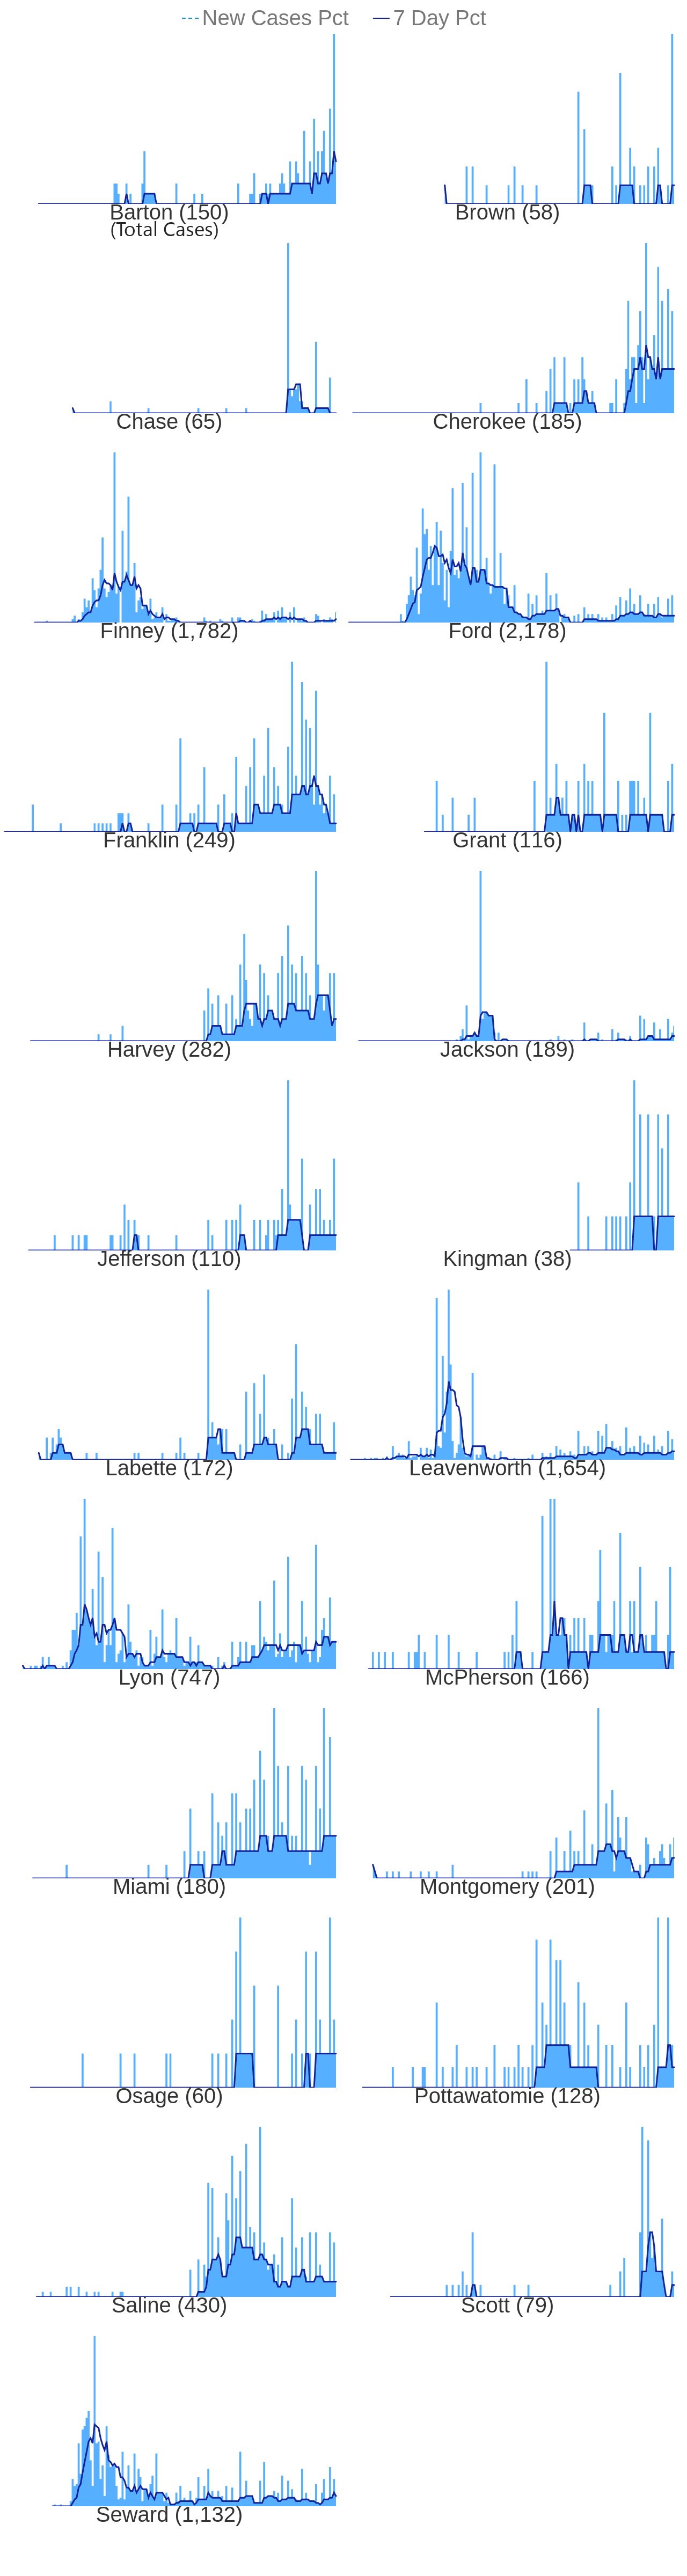 New Cases Pct 7 Day Pct
Barton (150) Brown (58)
(Total Cases)
Chase (65) Cherokee (185)
Finney (1,782) Ford (2,178)
Franklin (249) Grant (116)
Harvey (282) Jackson (189)
Jefferson (110) Kingman (38)
Labette (172) Leavenworth (1,654)
Lyon (747) McPherson (166)
Miami (180) Montgomery (201)
Osage (60) Pottawatomie (128)
Saline (430) Scott (79)
Seward (1,132)